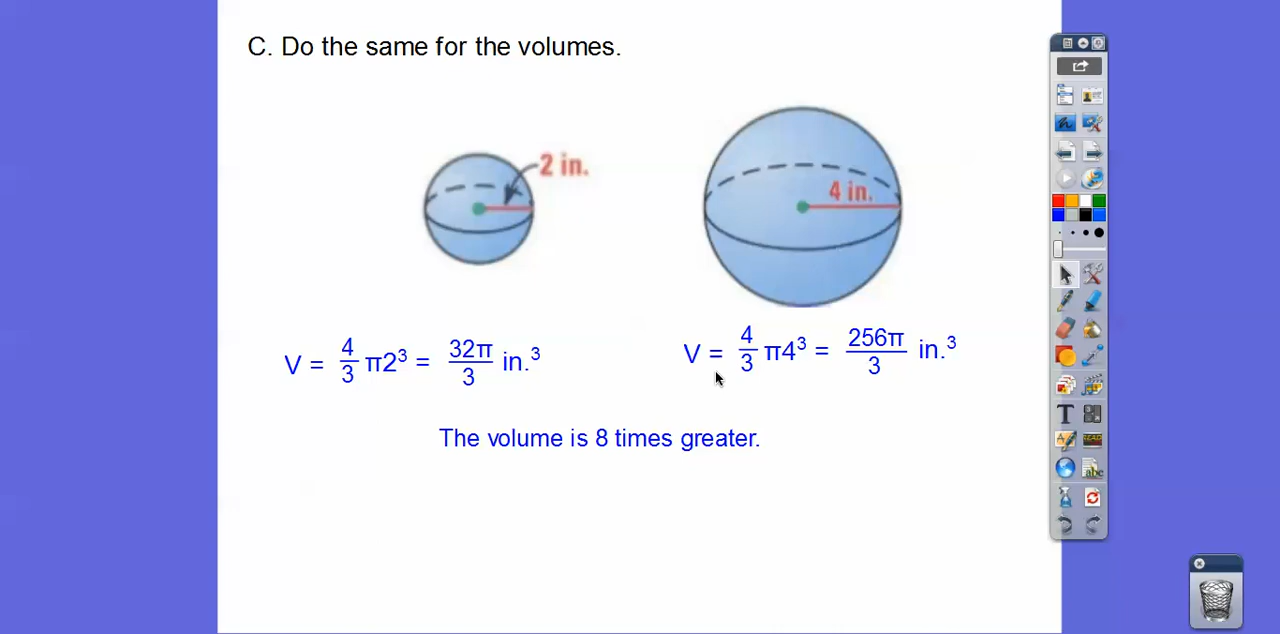 C. Do the same for the volumes.
2 in.
4 in.
V = 4/3 π2³ = 32π/3 in.³
V = 4/3 π4³ = 256π/3 in.³
The volume is 8 times greater.